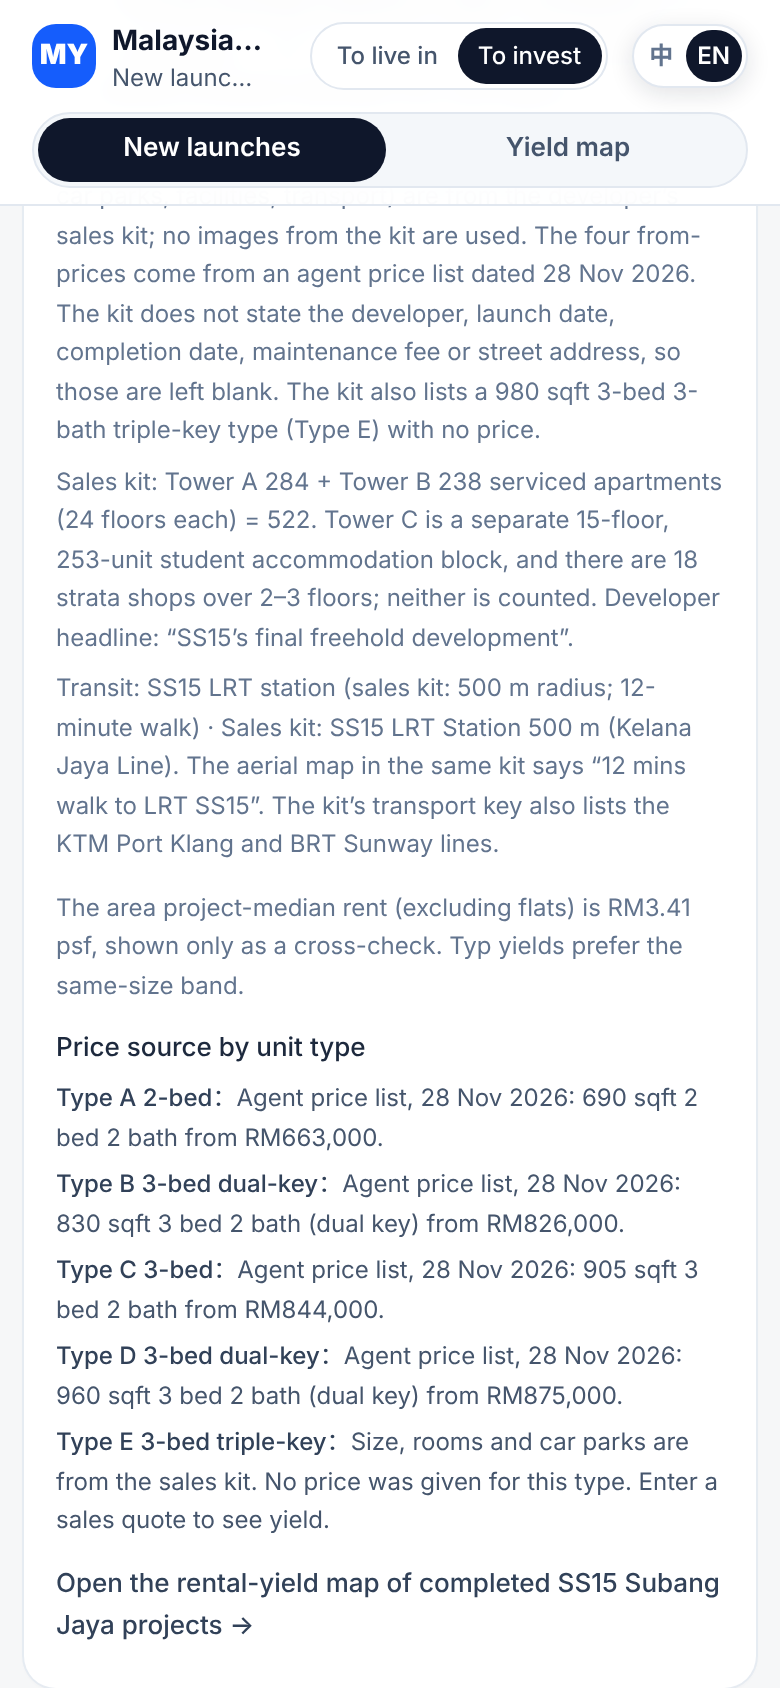 MY
Malaysia...
New launc...
To live in
To invest
中
EN
New launches
Yield map
sales kit; no images from the kit are used. The four from-
prices come from an agent price list dated 28 Nov 2026.
The kit does not state the developer, launch date,
completion date, maintenance fee or street address, so
those are left blank. The kit also lists a 980 sqft 3-bed 3-
bath triple-key type (Type E) with no price.
Sales kit: Tower A 284 + Tower B 238 serviced apartments
(24 floors each) = 522. Tower C is a separate 15-floor,
253-unit student accommodation block, and there are 18
strata shops over 2–3 floors; neither is counted. Developer
headline: “SS15’s final freehold development”.
Transit: SS15 LRT station (sales kit: 500 m radius; 12-
minute walk) · Sales kit: SS15 LRT Station 500 m (Kelana
Jaya Line). The aerial map in the same kit says “12 mins
walk to LRT SS15”. The kit’s transport key also lists the
KTM Port Klang and BRT Sunway lines.
The area project-median rent (excluding flats) is RM3.41
psf, shown only as a cross-check. Typ yields prefer the
same-size band.
Price source by unit type
Type A 2-bed： Agent price list, 28 Nov 2026: 690 sqft 2
bed 2 bath from RM663,000.
Type B 3-bed dual-key： Agent price list, 28 Nov 2026:
830 sqft 3 bed 2 bath (dual key) from RM826,000.
Type C 3-bed： Agent price list, 28 Nov 2026: 905 sqft 3
bed 2 bath from RM844,000.
Type D 3-bed dual-key： Agent price list, 28 Nov 2026:
960 sqft 3 bed 2 bath (dual key) from RM875,000.
Type E 3-bed triple-key： Size, rooms and car parks are
from the sales kit. No price was given for this type. Enter a
sales quote to see yield.
Open the rental-yield map of completed SS15 Subang
Jaya projects →